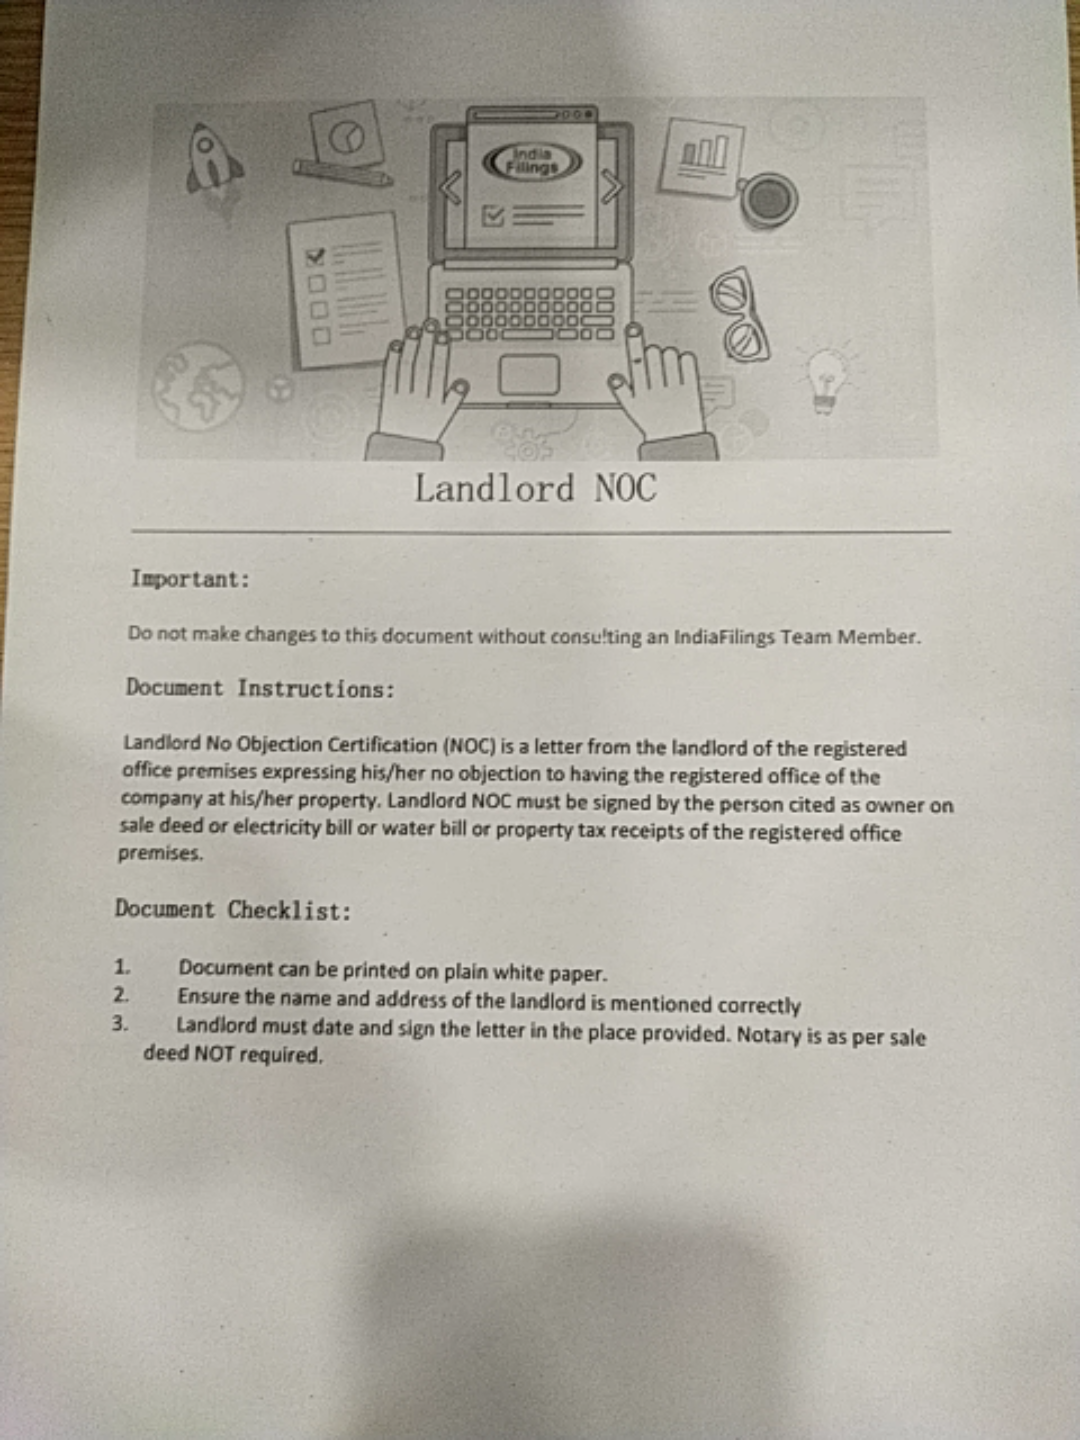 India
Filings
Landlord NOC
Important:
Do not make changes to this document without consulting an IndiaFilings Team Member.
Document Instructions:
Landlord No Objection Certification (NOC) is a letter from the landlord of the registered
office premises expressing his/her no objection to having the registered office of the
company at his/her property. Landlord NOC must be signed by the person cited as owner on
sale deed or electricity bill or water bill or property tax receipts of the registered office
premises.
Document Checklist:
1. Document can be printed on plain white paper.
2. Ensure the name and address of the landlord is mentioned correctly
3. Landlord must date and sign the letter in the place provided. Notary is as per sale
deed NOT required.